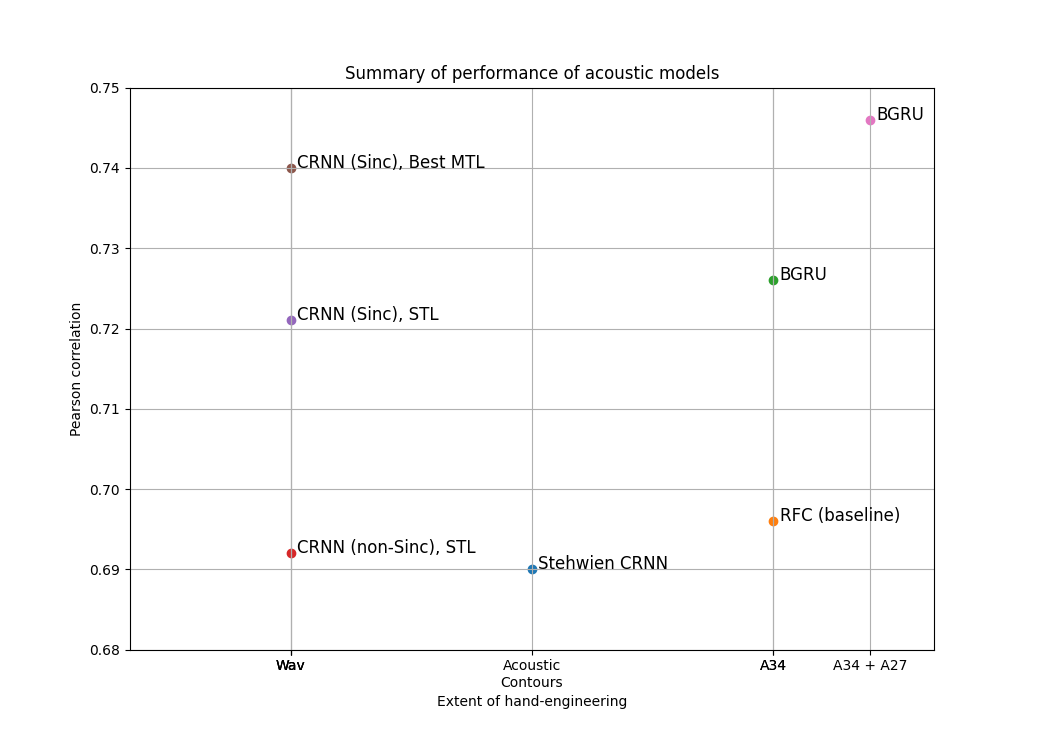 Summary of performance of acoustic models
0.75
BGRU
CRNN (Sinc), Best MTL
0.74
0.73
BGRU
CRNN (Sinc), STL
0.72
Pearson correlation
0.71
0.70
RFC (baseline)
CRNN (non-Sinc), STL
Stehwien CRNN
0.69
0.68
Wav
Acoustic
Contours
A34
A34 + A27
Extent of hand-engineering